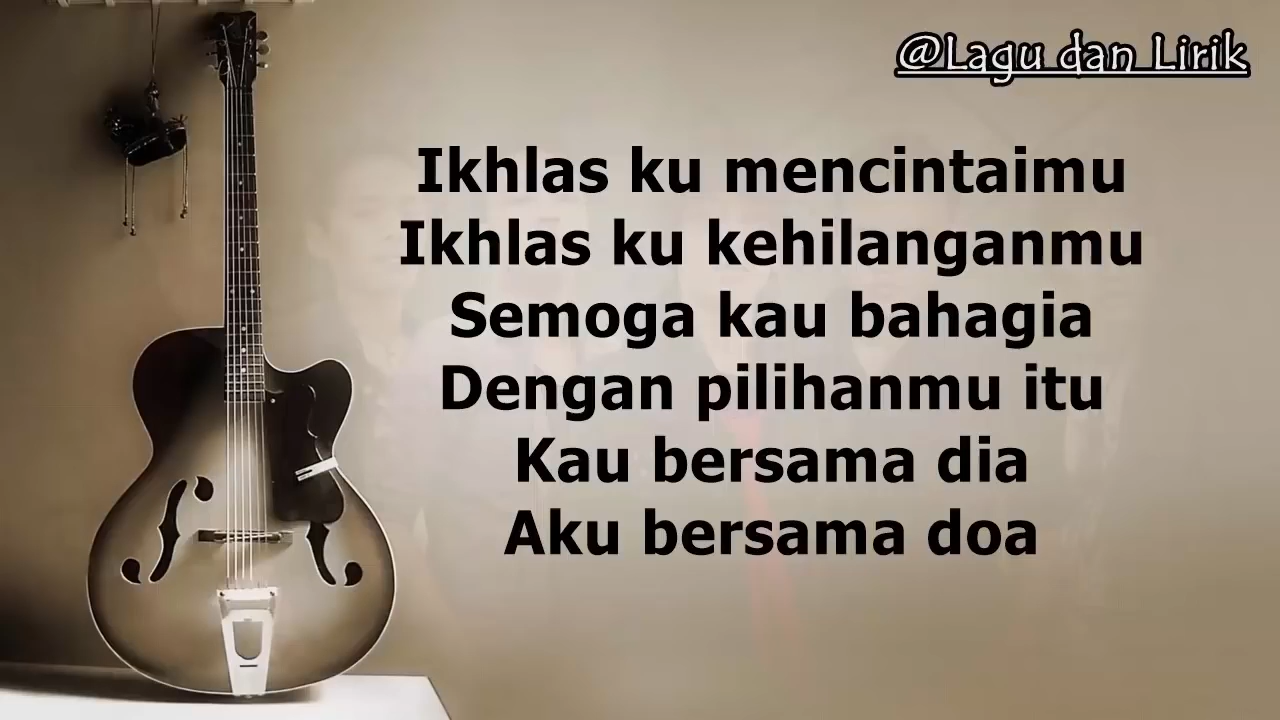 @Lagu dan Lirik
Ikhlas ku mencintaimu
Ikhlas ku kehilanganmu
Semoga kau bahagia
Dengan pilihanmu itu
Kau bersama dia
Aku bersama doa